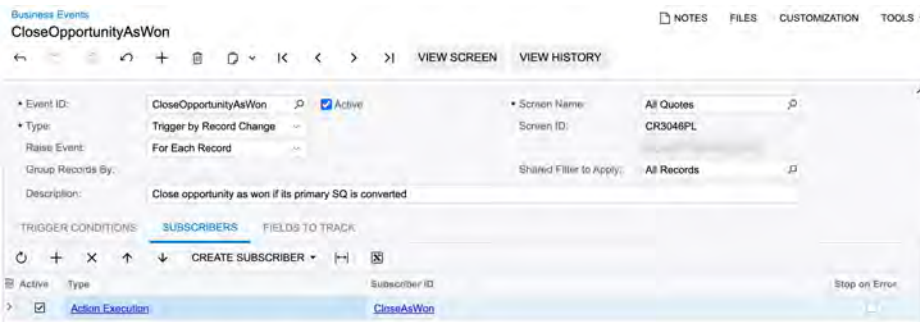 Business Events
CloseOpportunityAsWon
NOTES FILES CUSTOMIZATION TOOLS
VIEW SCREEN VIEW HISTORY
* Event ID: CloseOpportunityAsWon Active * Screen Name: All Quotes
* Type: Trigger by Record Change Screen ID: CR3046PL
Raise Event: For Each Record
Group Records By: Shared Filter to Apply: All Records
Description: Close opportunity as won if its primary SQ is converted
TRIGGER CONDITIONS SUBSCRIBERS FIELDS TO TRACK
CREATE SUBSCRIBER
Active Type Subscriber ID Stop on Error
Action Execution CloseAsWon